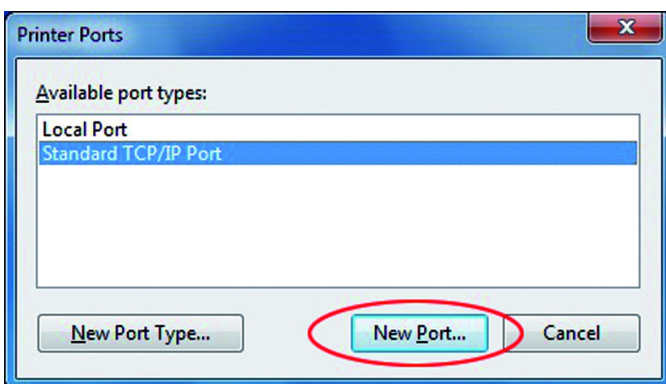 Printer Ports
Available port types:
Local Port
Standard TCP/IP Port
New Port Type... New Port... Cancel